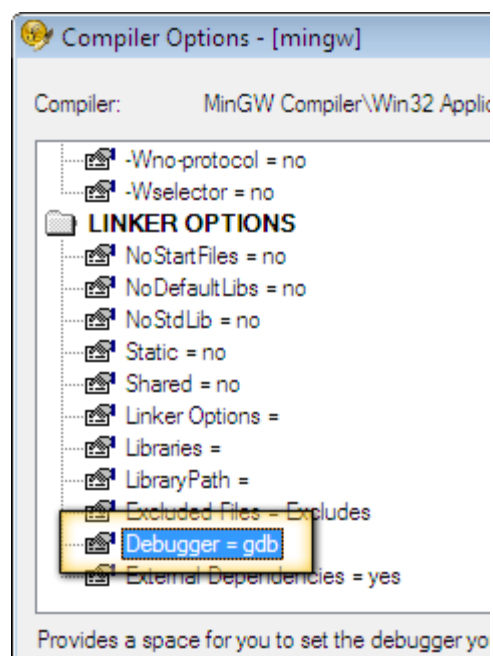 Compiler Options - [mingw]
Compiler: MinGW Compiler\Win32
-Wno-protocol = no
-Wselector = no
LINKER OPTIONS
NoStartFiles = no
NoDefaultLibs = no
NoStdLib = no
Static = no
Shared = no
Linker Options =
Libraries =
LibraryPath =
Excluded Files = Excludes
Debugger = gdb
External Dependencies = yes
Provides a space for you to set the debugger